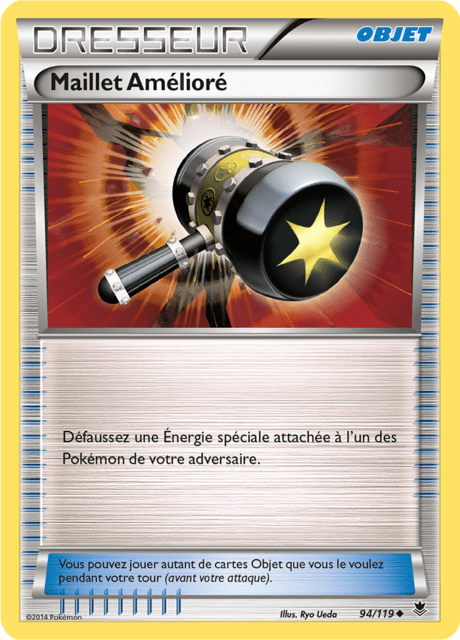 DRESSEUR
OBJET
Maillet Amélioré
Défaussez une Énergie spéciale attachée à l'un des
Pokémon de votre adversaire.
Vous pouvez jouer autant de cartes Objet que vous le voulez
pendant votre tour (avant votre attaque).
©2014 Pokémon
Illus. Ryo Ueda
94/119